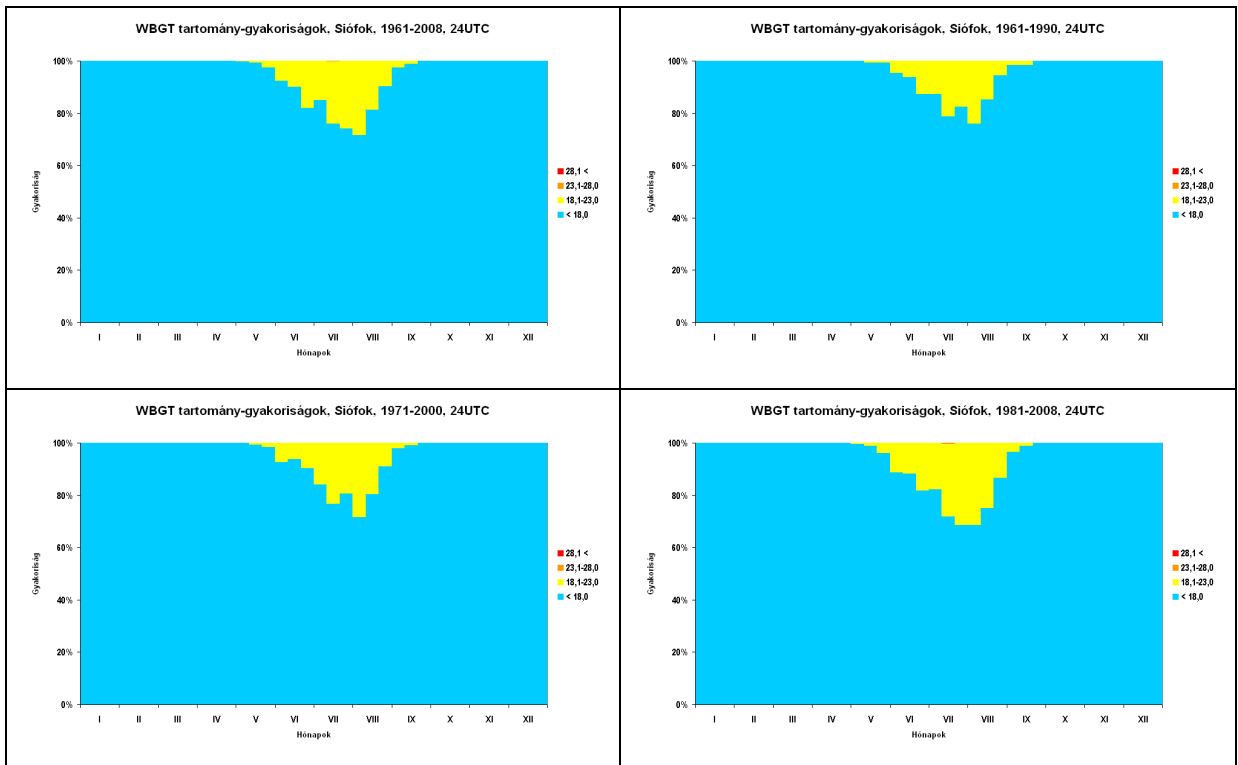 WBGT tartomány-gyakoriságok, Siófok, 1961-2008, 24UTC
100%
80%
60%
40%
20%
0%
Gyakoriság
I II III IV V VI VII VIII IX X XI XII
Hónapok
28,1 <
23,1-28,0
18,1-23,0
< 18,0
WBGT tartomány-gyakoriságok, Siófok, 1961-1990, 24UTC
100%
80%
60%
40%
20%
0%
Gyakoriság
I II III IV V VI VII VIII IX X XI XII
Hónapok
28,1 <
23,1-28,0
18,1-23,0
< 18,0
WBGT tartomány-gyakoriságok, Siófok, 1971-2000, 24UTC
100%
80%
60%
40%
20%
0%
Gyakoriság
I II III IV V VI VII VIII IX X XI XII
Hónapok
28,1 <
23,1-28,0
18,1-23,0
< 18,0
WBGT tartomány-gyakoriságok, Siófok, 1981-2008, 24UTC
100%
80%
60%
40%
20%
0%
Gyakoriság
I II III IV V VI VII VIII IX X XI XII
Hónapok
28,1 <
23,1-28,0
18,1-23,0
< 18,0